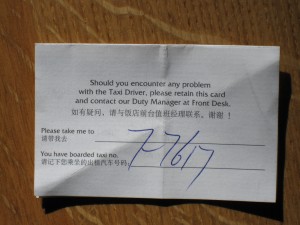 Should you encounter any problem
with the Taxi Driver, please retain this card
and contact our Duty Manager at Front Desk.
如有疑问，请与饭店前台值班经理联系，谢谢！
Please take me to
请带我去
You have boarded taxi no.
请记下您乘坐的出租汽车号码：